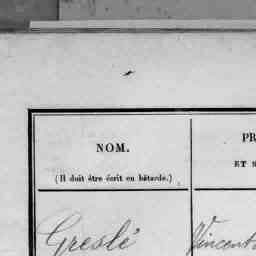 NOM.
(Il doit être écrit en bâtarde.)
PR
ET S
Greslé
Vincent